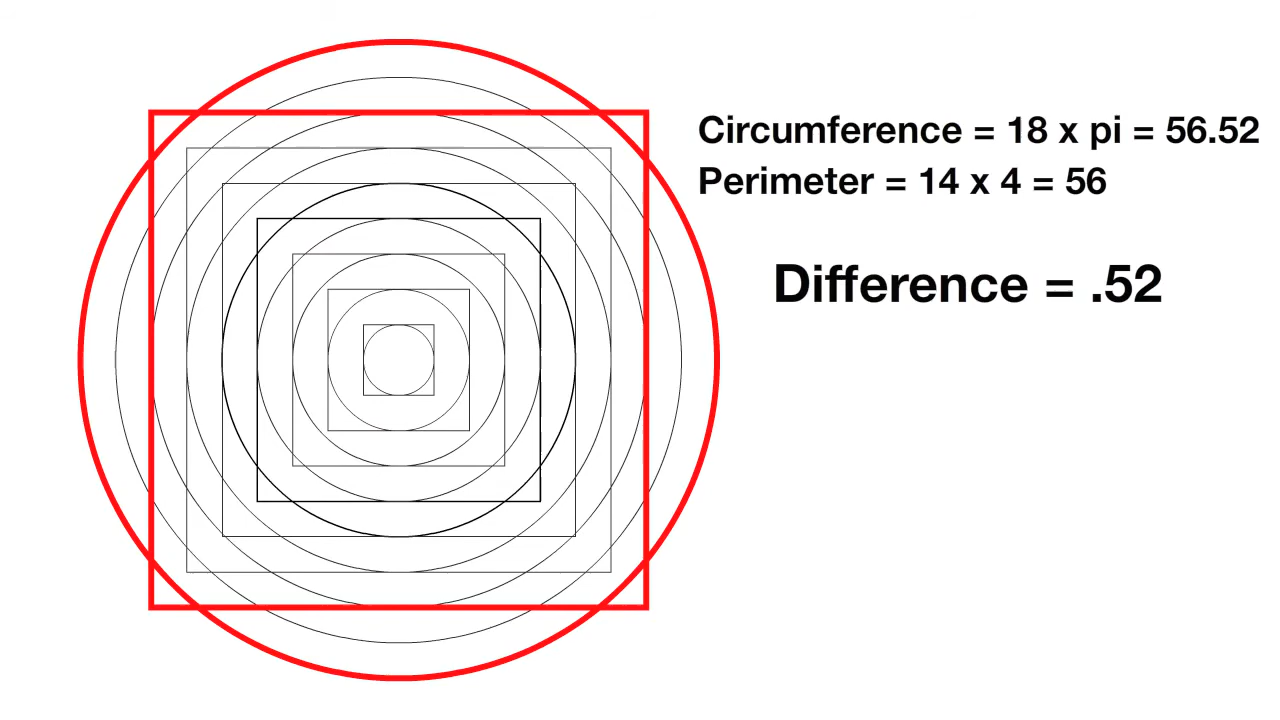 Circumference = 18 x pi = 56.52
Perimeter = 14 x 4 = 56
Difference = .52